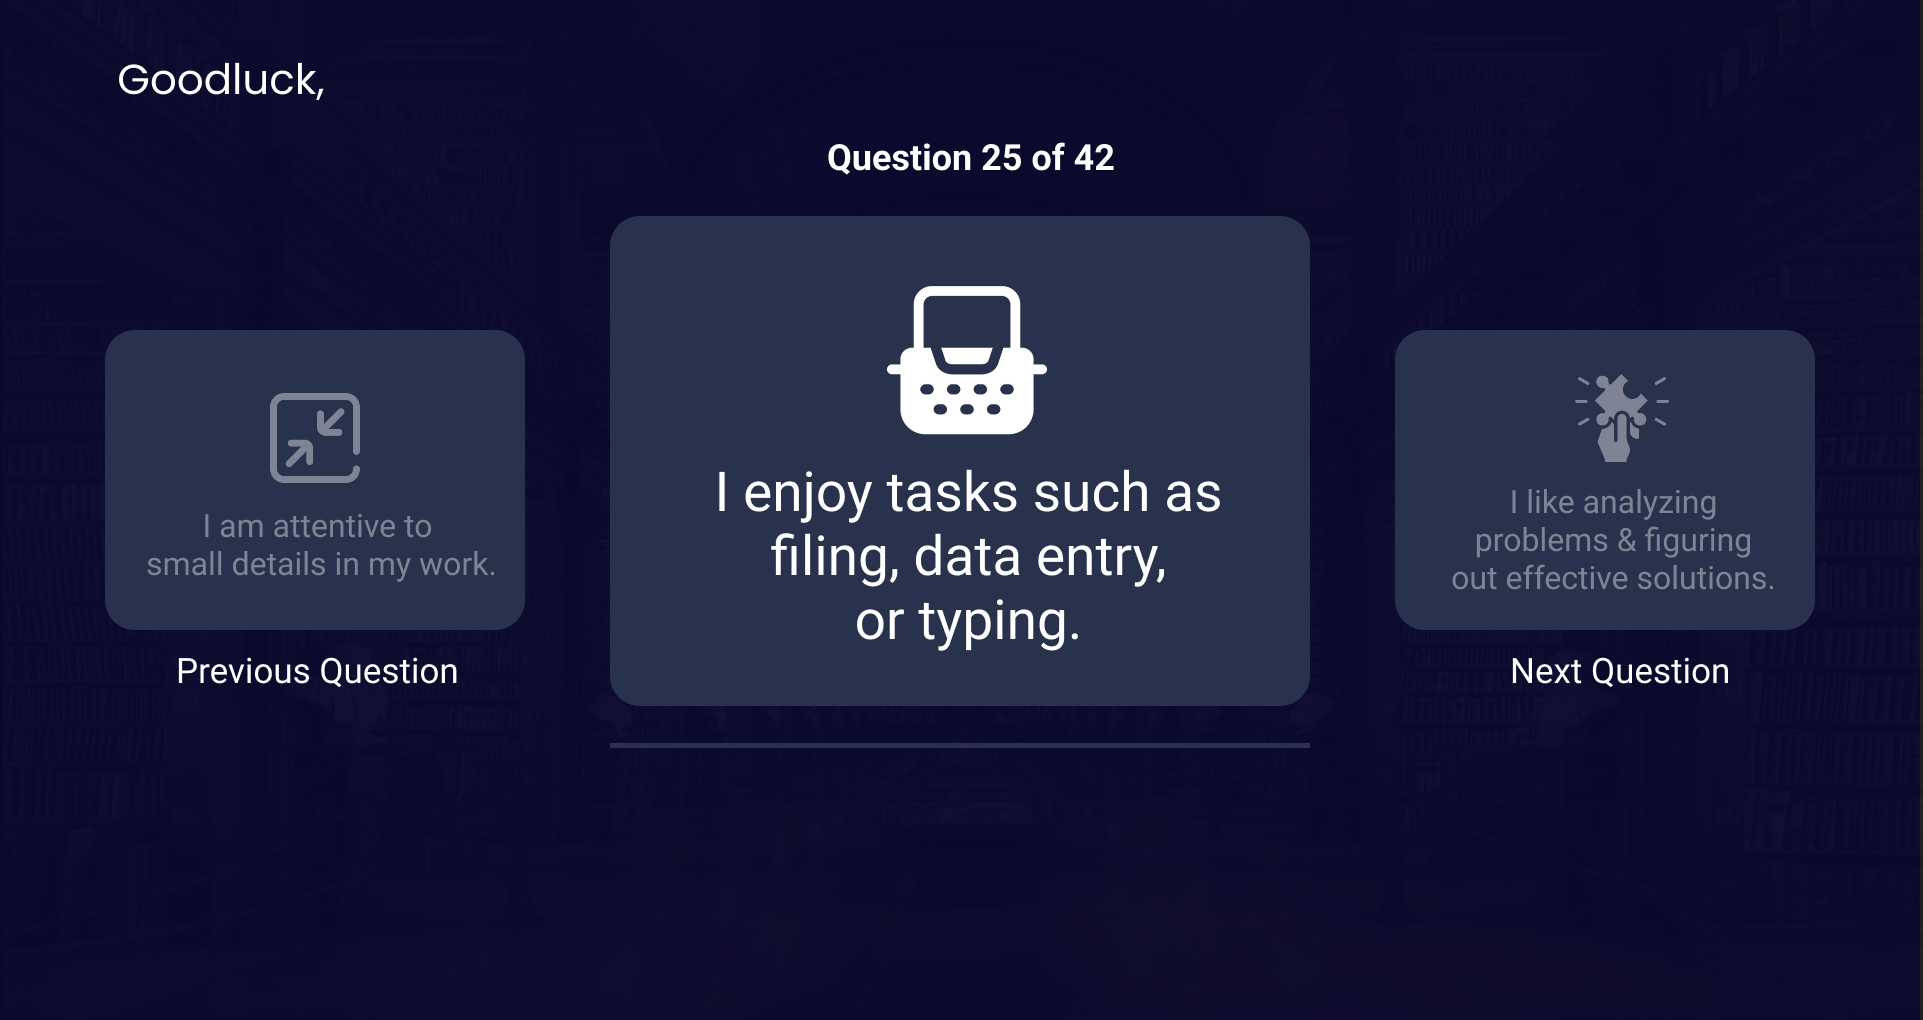 Goodluck,
Question 25 of 42
I am attentive to
small details in my work.
Previous Question
I enjoy tasks such as
filing, data entry,
or typing.
I like analyzing
problems & figuring
out effective solutions.
Next Question